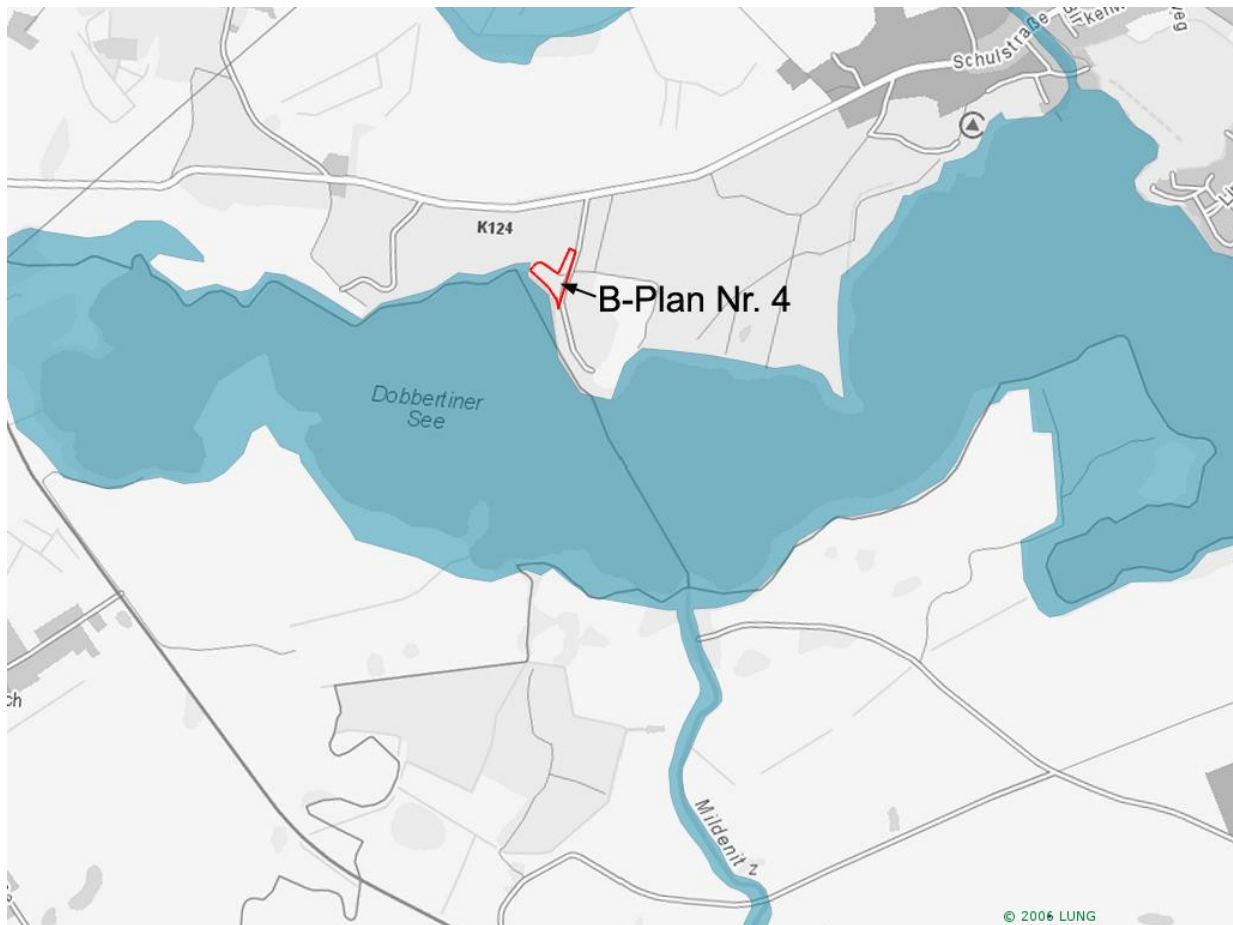 Schulstraße
K124
B-Plan Nr. 4
Dobbertiner
See
Mildenitz
© 2006 LUNG